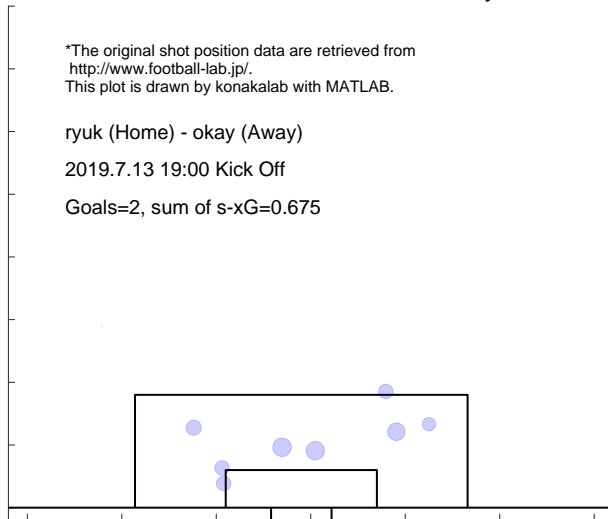 *The original shot position data are retrieved from
http://www.football-lab.jp/.
This plot is drawn by konakalab with MATLAB.
ryuk (Home) - okay (Away)
2019.7.13 19:00 Kick Off
Goals=2, sum of s-xG=0.675